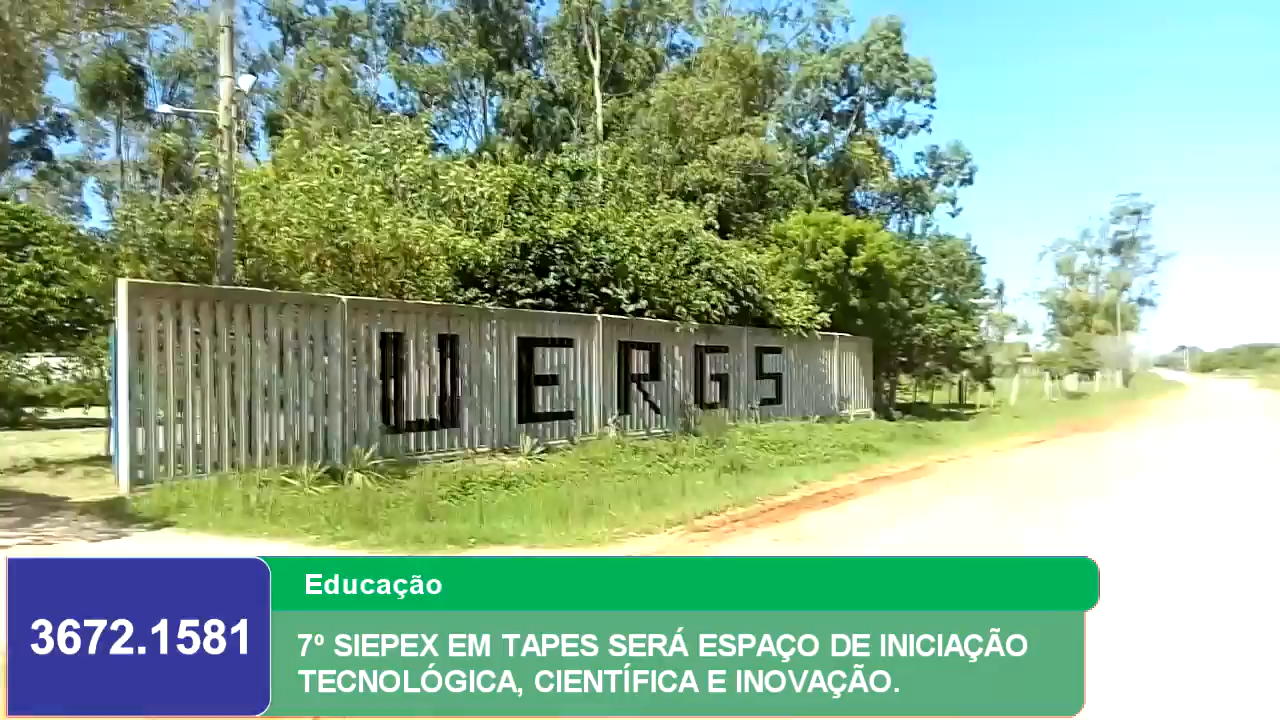 UERGS
Educação
3672.1581
7º SIEPEX EM TAPES SERÁ ESPAÇO DE INICIAÇÃO
TECNOLÓGICA, CIENTÍFICA E INOVAÇÃO.